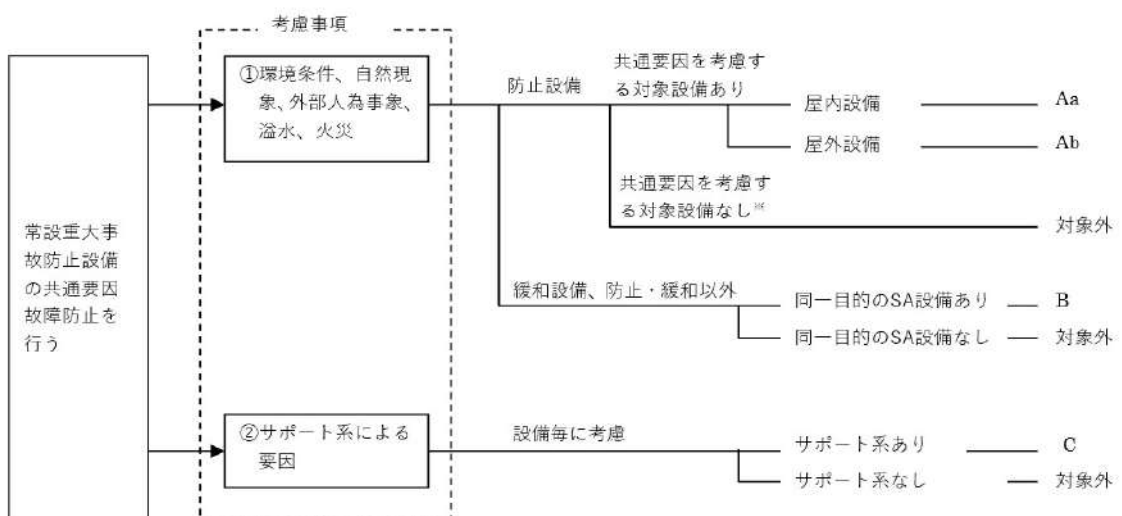 考慮事項
常設重大事
故防止設備
の共通要因
故障防止を
行う
①環境条件、自然現
象、外部人為事象、
溢水、火災
防止設備
共通要因を考慮す
る対象設備あり
屋内設備
Aa
屋外設備
Ab
共通要因を考慮す
る対象設備なし※
対象外
緩和設備、防止・緩和以外
同一目的のSA設備あり
B
同一目的のSA設備なし
対象外
②サポート系による
要因
設備毎に考慮
サポート系あり
C
サポート系なし
対象外